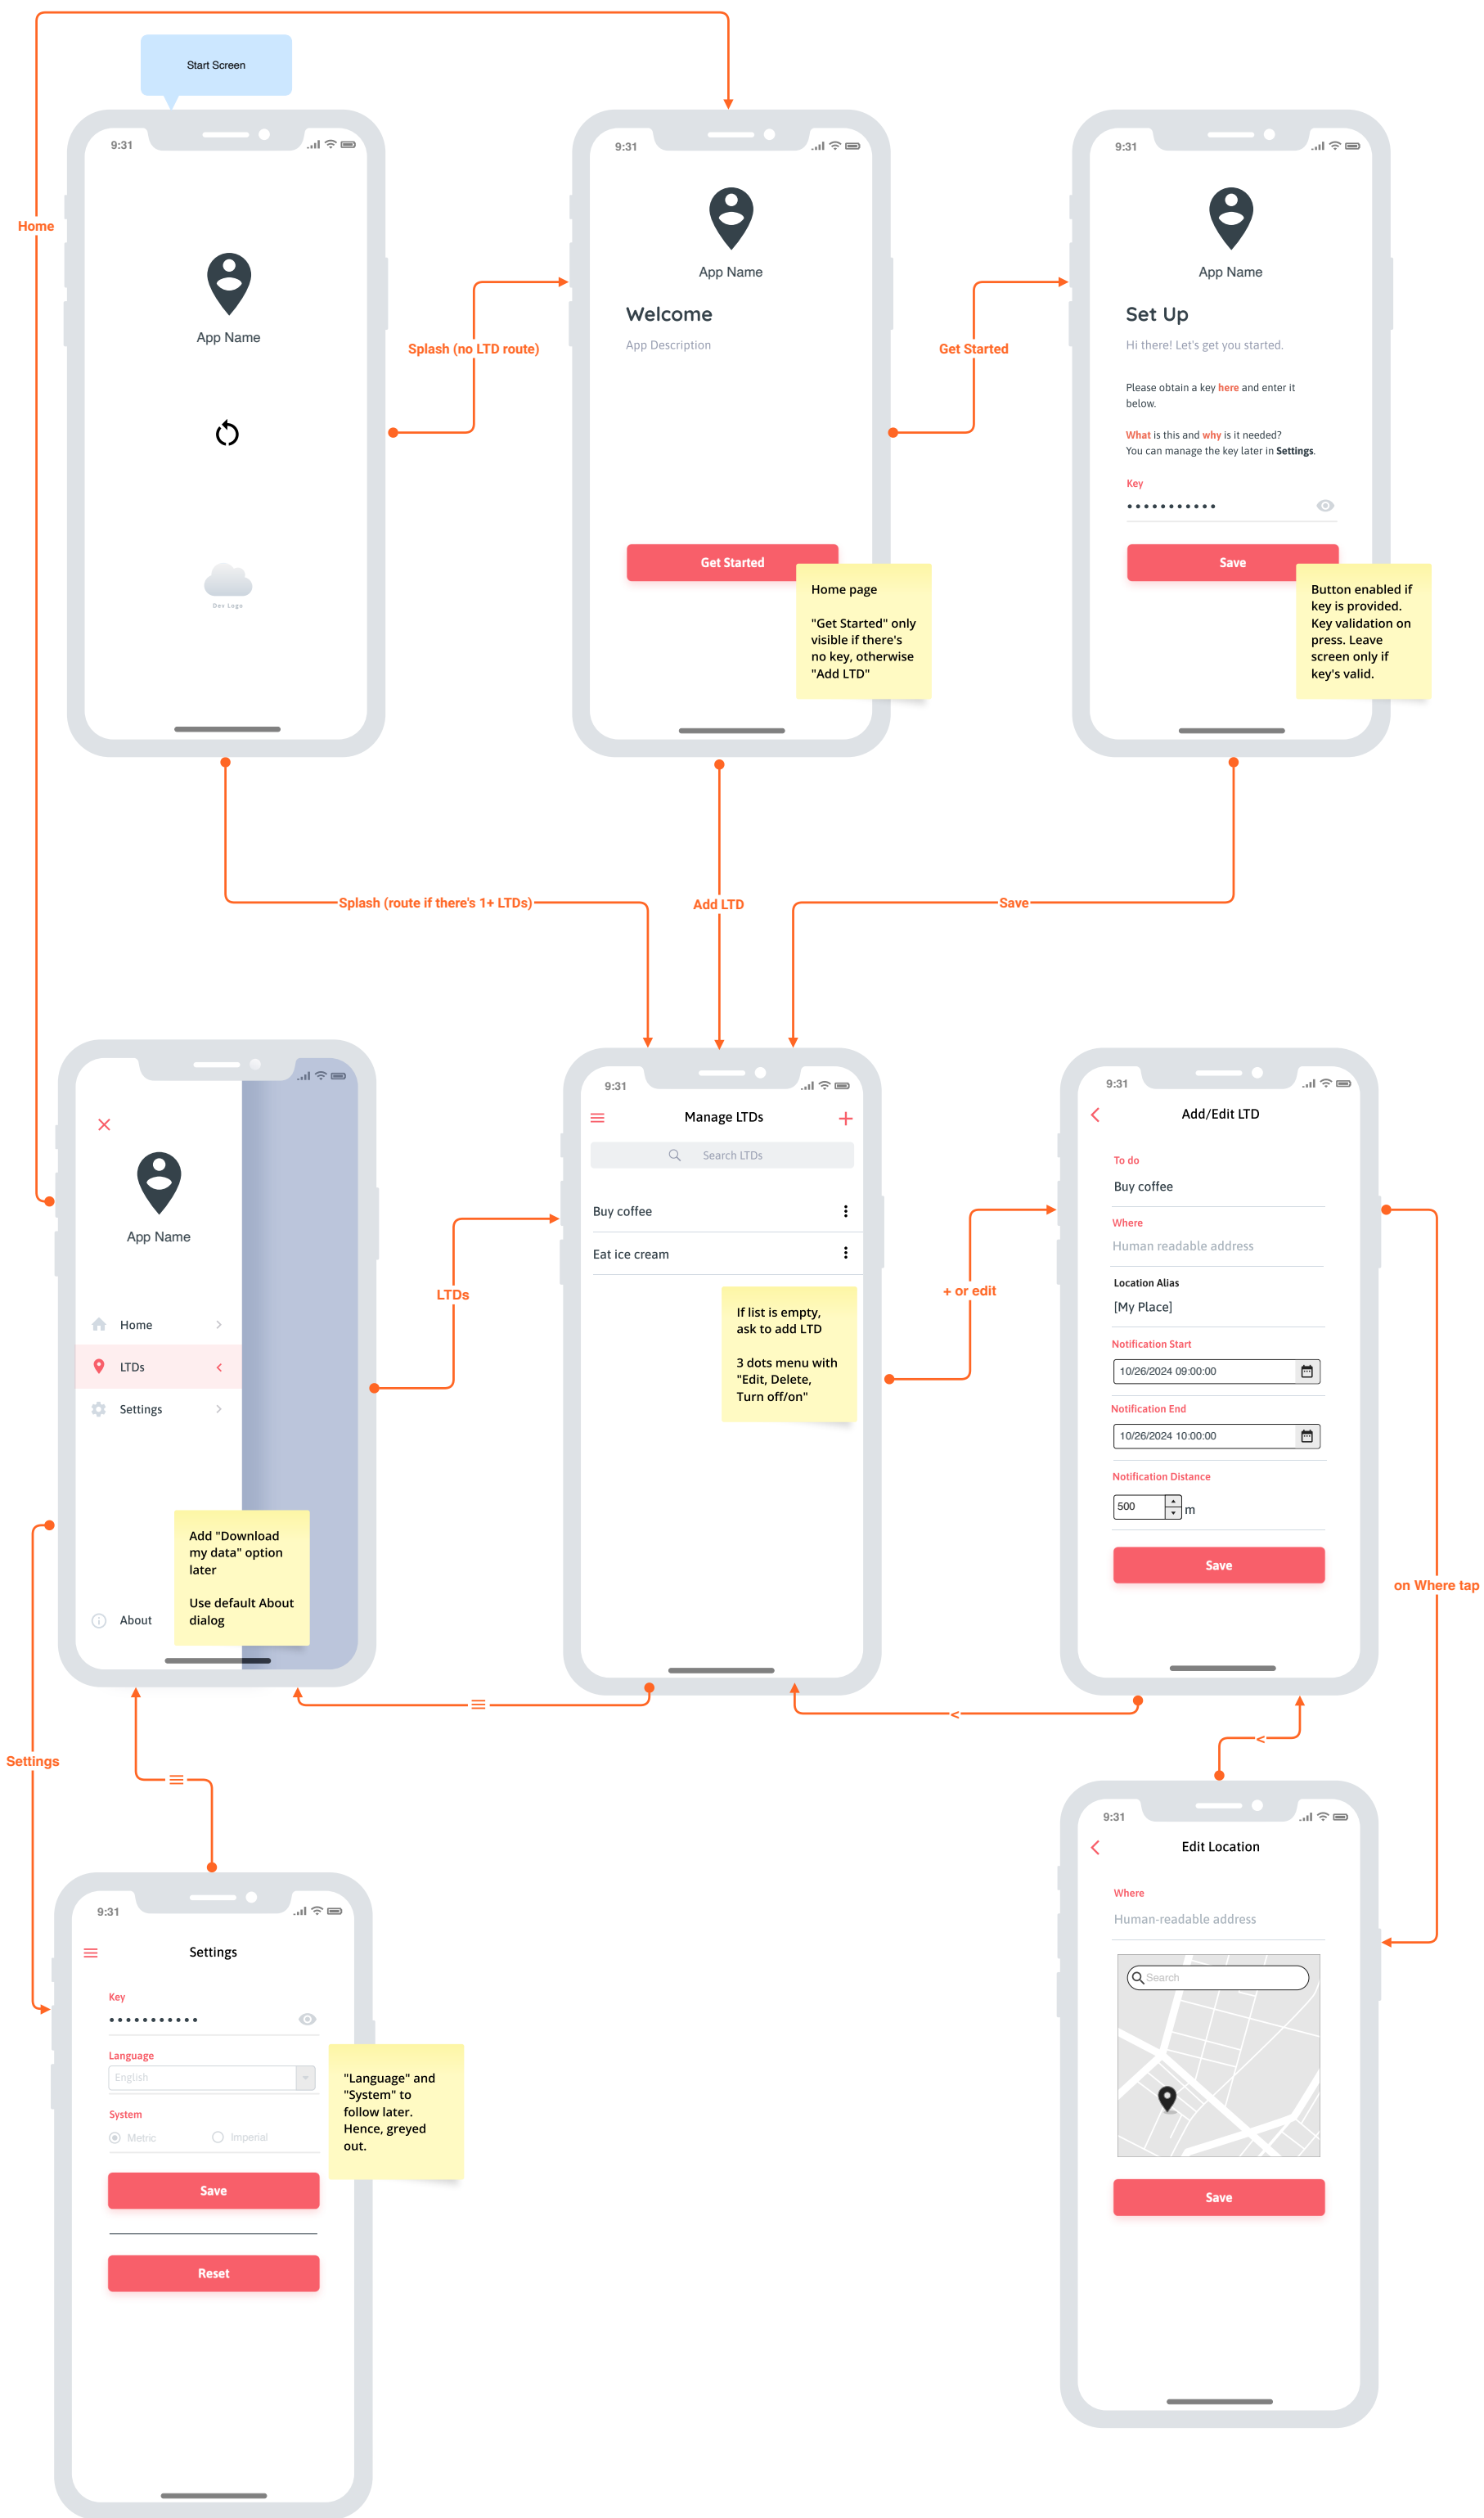 Start Screen
9:31
App Name
Dev Logo
Home
Splash (no LTD route)
9:31
App Name
Welcome
App Description
Get Started
Home page
"Get Started" only
visible if there's
no key, otherwise
"Add LTD"
Get Started
9:31
App Name
Set Up
Hi there! Let's get you started.
Please obtain a key here and enter it
below.
What is this and why is it needed?
You can manage the key later in Settings.
Key
•••••••••••
Save
Button enabled if
key is provided.
Key validation on
press. Leave
screen only if
key's valid.
Splash (route if there's 1+ LTDs)
Add LTD
Save
App Name
Home
LTDs
Settings
About
Add "Download
my data" option
later
Use default About
dialog
LTDs
9:31
Manage LTDs
+
Search LTDs
Buy coffee
Eat ice cream
If list is empty,
ask to add LTD
3 dots menu with
"Edit, Delete,
Turn off/on"
+ or edit
9:31
Add/Edit LTD
To do
Buy coffee
Where
Human readable address
Location Alias
[My Place]
Notification Start
10/26/2024 09:00:00
Notification End
10/26/2024 10:00:00
Notification Distance
500
m
Save
on Where tap
<
<
Settings
9:31
Settings
Key
•••••••••••
Language
English
System
Metric
Imperial
Save
Reset
"Language" and
"System" to
follow later.
Hence, greyed
out.
9:31
Edit Location
Where
Human-readable address
Search
Save